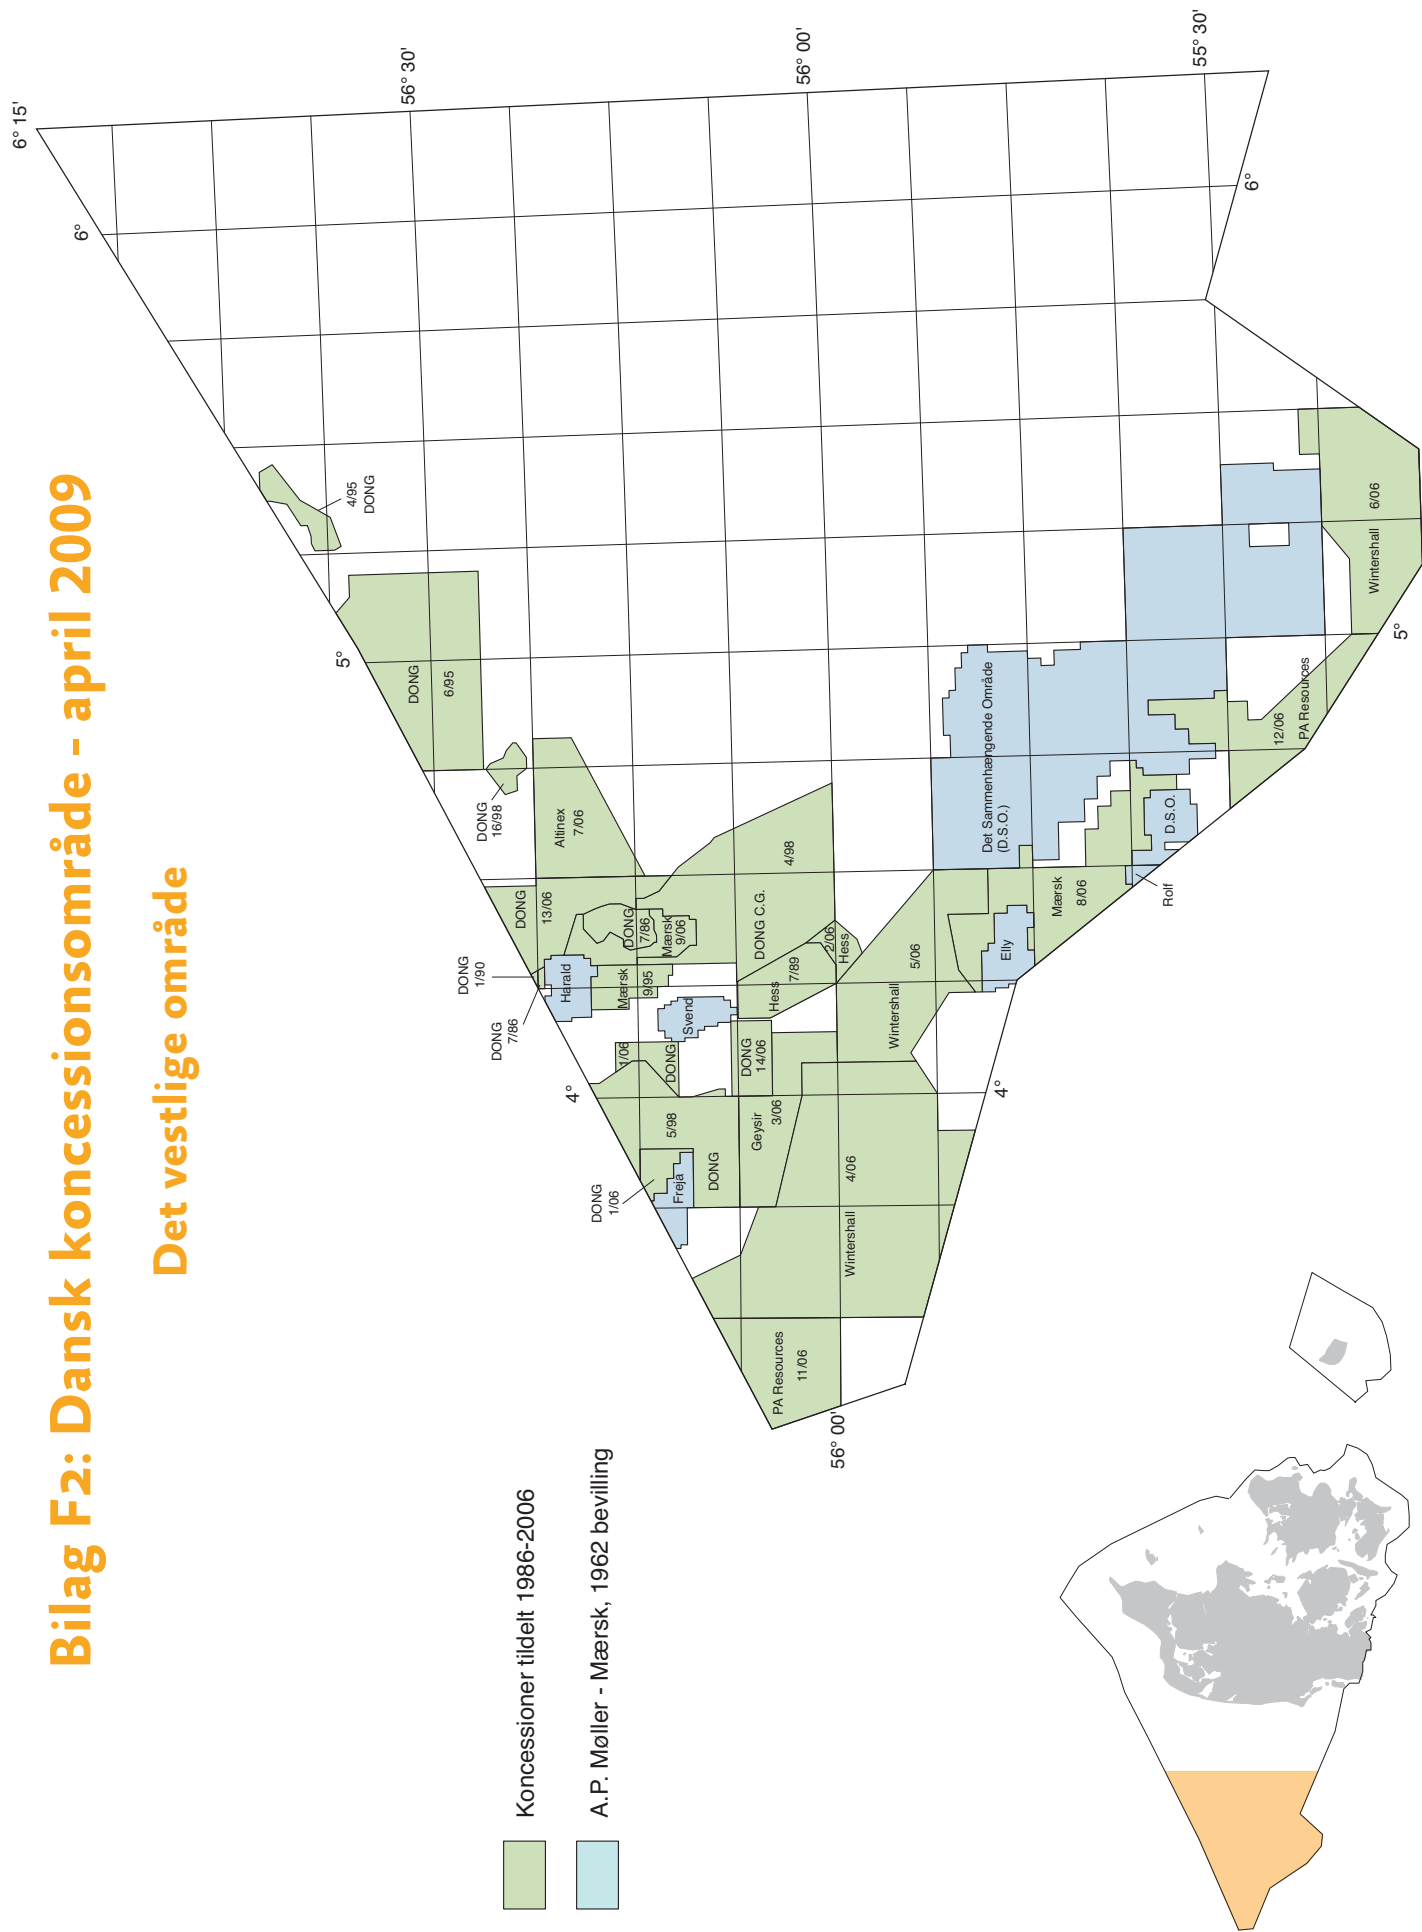 Bilag F2: Dansk koncessionsområde - april 2009
Det vestlige område
6° 15'
6°
56° 30'
56° 00'
55° 30'
6°
4/95
DONG
5°
DONG
6/95
DONG
16/98
Altinex
7/06
DONG
13/06
DONG
1/90
DONG
7/86
Harald
Mærsk
9/95
DONG
7/86
Mærsk
9/06
Svend
1/06
DONG
4°
5/98
DONG
DONG
1/06
Freja
DONG
14/06
Geysir
3/06
DONG C.G.
4/98
Hess
7/89
2/06
Hess
Wintershall
5/06
Wintershall
4/06
PA Resources
11/06
56° 00'
4°
Elly
Mærsk
8/06
Rolf
D.S.O.
Det Sammenhængende Område
(D.S.O.)
12/06
PA Resources
Wintershall
6/06
5°
Koncessioner tildelt 1986-2006
A.P. Møller - Mærsk, 1962 bevilling